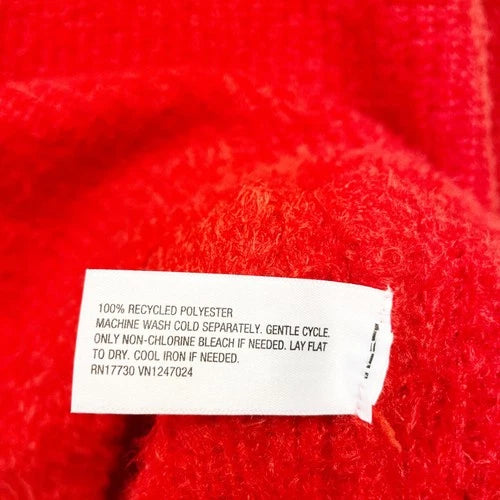 100% RECYCLED POLYESTER
MACHINE WASH COLD SEPARATELY. GENTLE CYCLE.
ONLY NON-CHLORINE BLEACH IF NEEDED. LAY FLAT
TO DRY. COOL IRON IF NEEDED.
RN17730 VN1247024